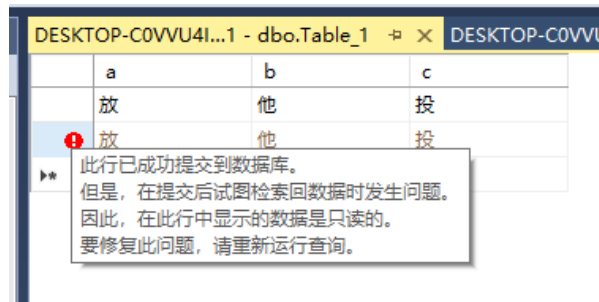 DESKTOP-C0VVU4I...1 - dbo.Table_1 DESKTOP-C0VVU
a b c
放 他 投
放 他 投
此行已成功提交到数据库。
但是，在提交后试图检索回数据时发生问题。
因此，在此行中显示的数据是只读的。
要修复此问题，请重新运行查询。